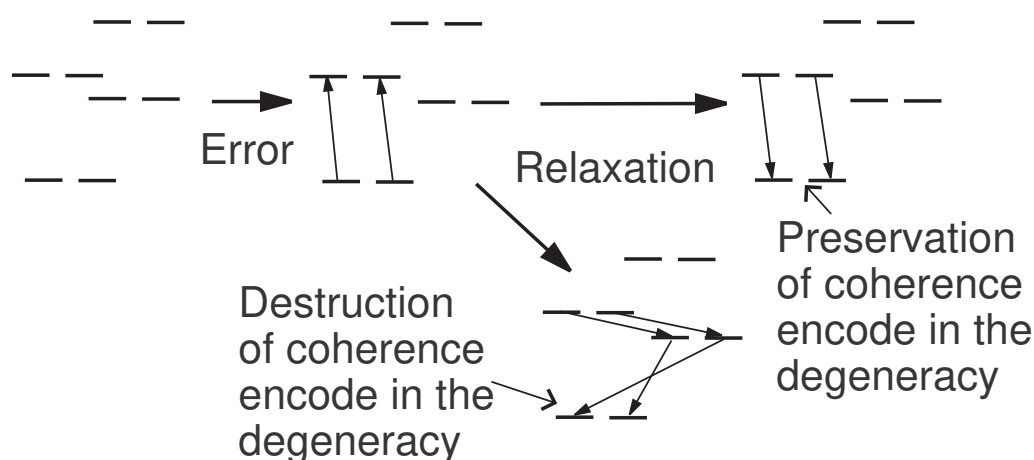 Error
Relaxation
Preservation
of coherence
encode in the
degeneracy
Destruction
of coherence
encode in the
degeneracy